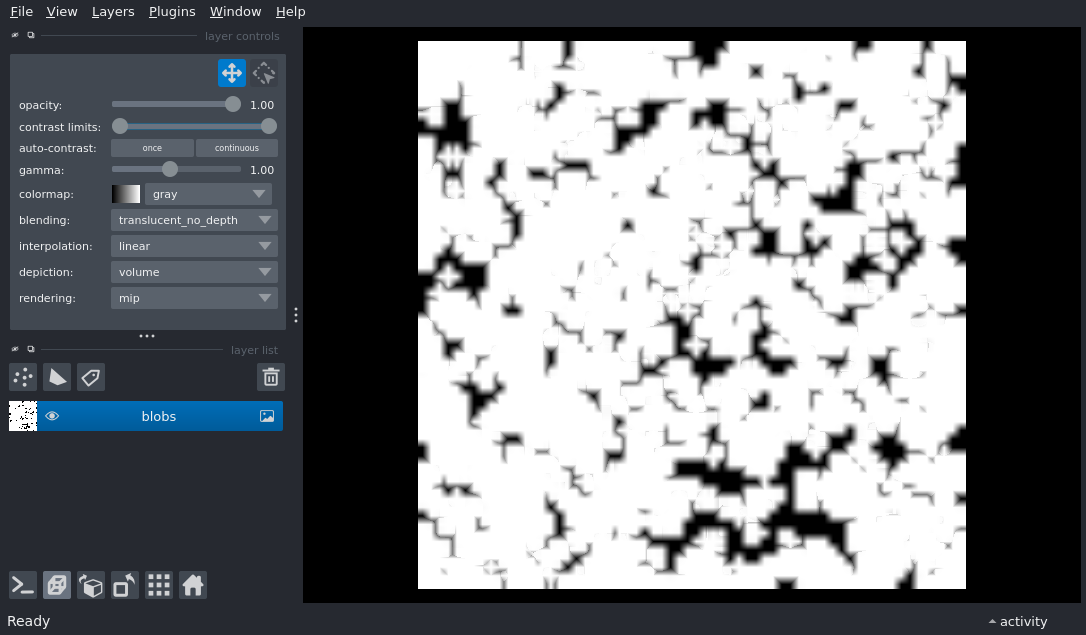 File View Layers Plugins Window Help
layer controls
opacity: 1.00
contrast limits:
auto-contrast: once continuous
gamma: 1.00
colormap: gray
blending: translucent_no_depth
interpolation: linear
depiction: volume
rendering: mip
layer list
blobs
Ready activity